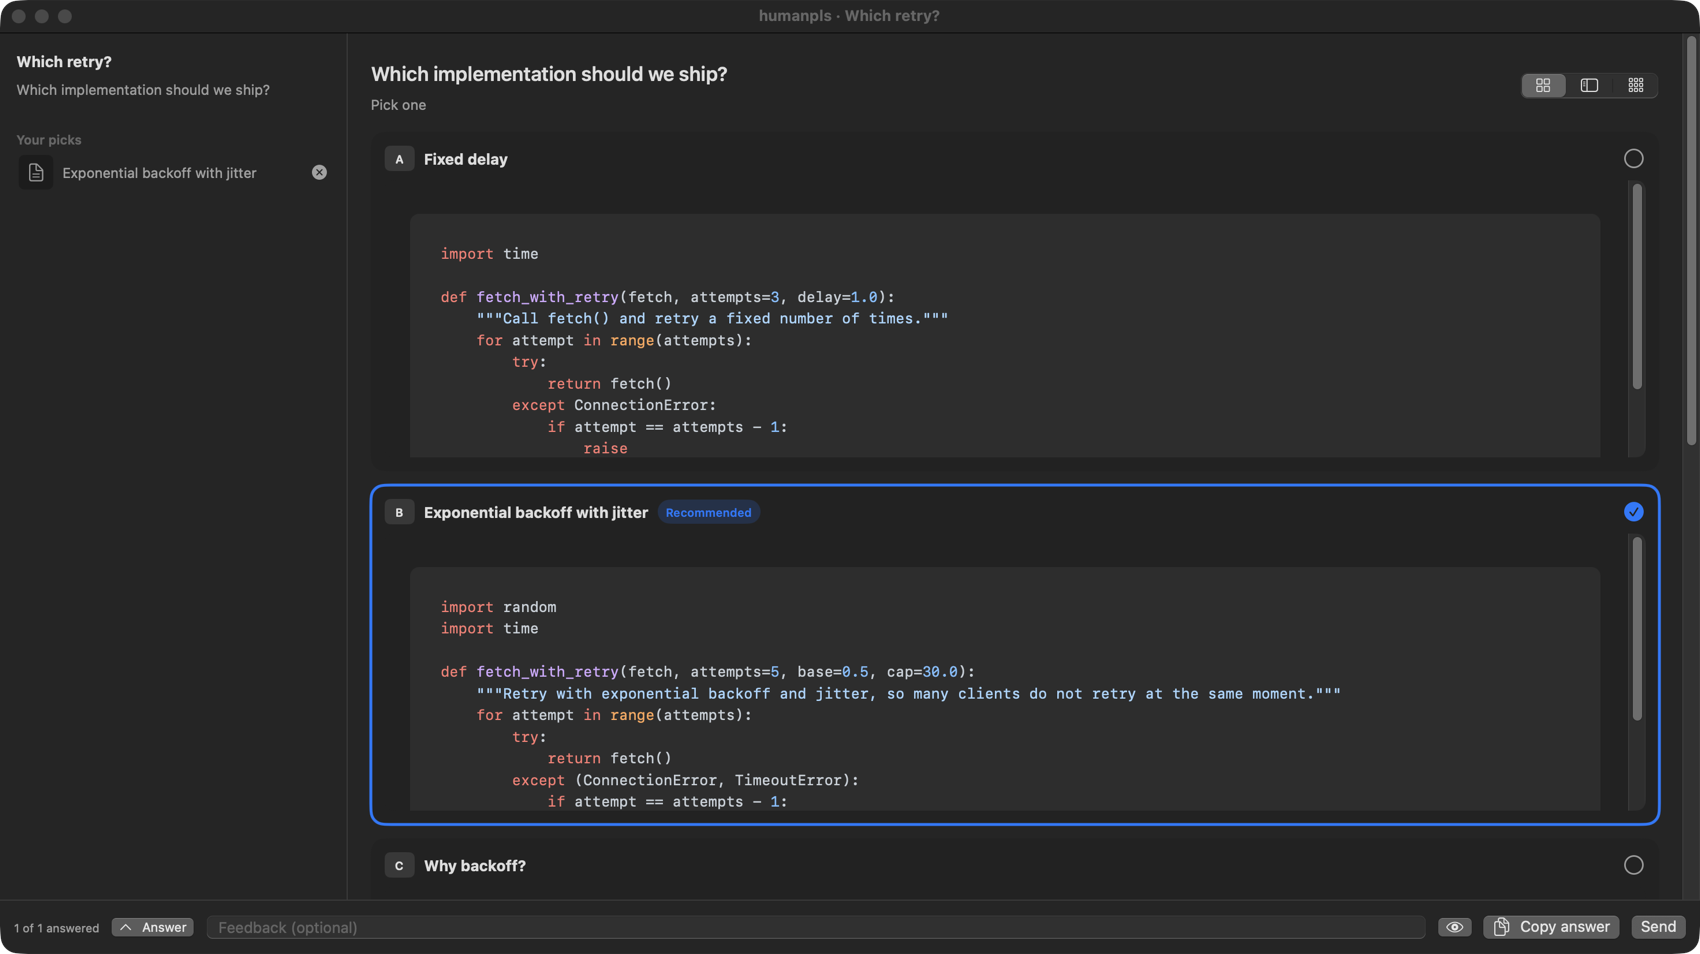 humanpls · Which retry?
Which retry?
Which implementation should we ship?
Your picks
Exponential backoff with jitter
Which implementation should we ship?
Pick one
A Fixed delay
import time
def fetch_with_retry(fetch, attempts=3, delay=1.0):
    """Call fetch() and retry a fixed number of times."""
    for attempt in range(attempts):
        try:
            return fetch()
        except ConnectionError:
            if attempt == attempts - 1:
                raise
B Exponential backoff with jitter Recommended
import random
import time
def fetch_with_retry(fetch, attempts=5, base=0.5, cap=30.0):
    """Retry with exponential backoff and jitter, so many clients do not retry at the same moment."""
    for attempt in range(attempts):
        try:
            return fetch()
        except (ConnectionError, TimeoutError):
            if attempt == attempts - 1:
C Why backoff?
1 of 1 answered Answer Feedback (optional) Copy answer Send